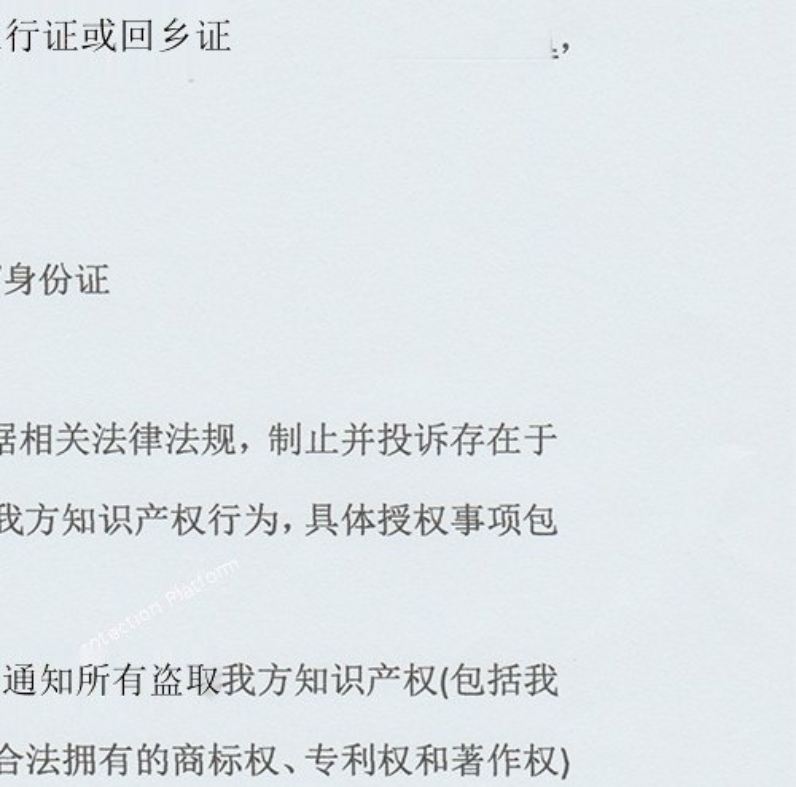 行证或回乡证,
身份证
据相关法律法规，制止并投诉存在于
我方知识产权行为，具体授权事项包
otection Platform
通知所有盗取我方知识产权(包括我
合法拥有的商标权、专利权和著作权)